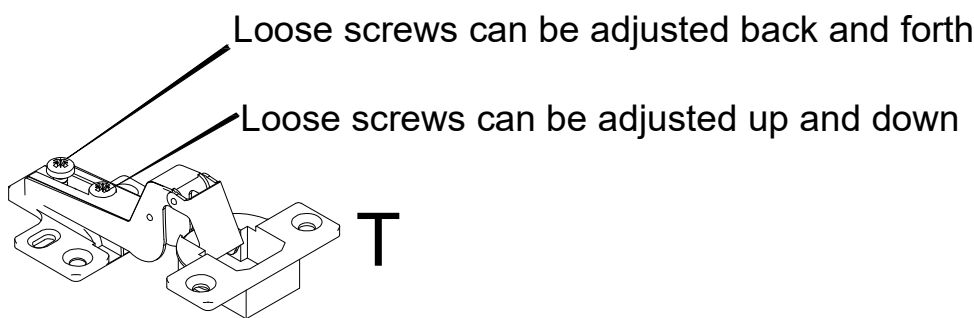 Loose screws can be adjusted back and forth
Loose screws can be adjusted up and down
T